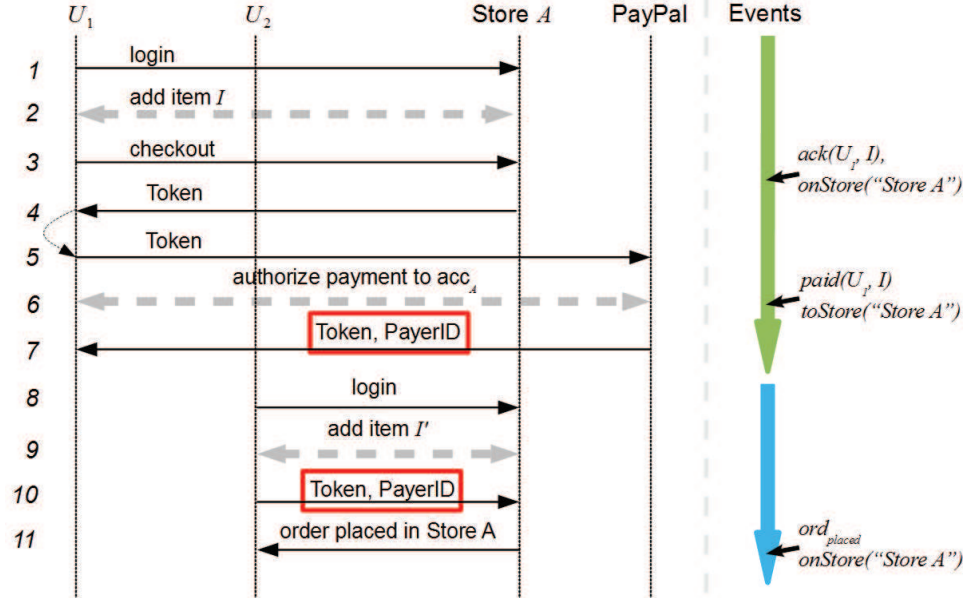 U₁ U₂ Store A PayPal Events
1 login
2 add item I
3 checkout
ack(U₁, I),
onStore("Store A")
4 Token
5 Token
6 authorize payment to acc_A
paid(U₁, I)
toStore("Store A")
7 Token, PayerID
8 login
9 add item I'
10 Token, PayerID
11 order placed in Store A
ord_placed
onStore("Store A")